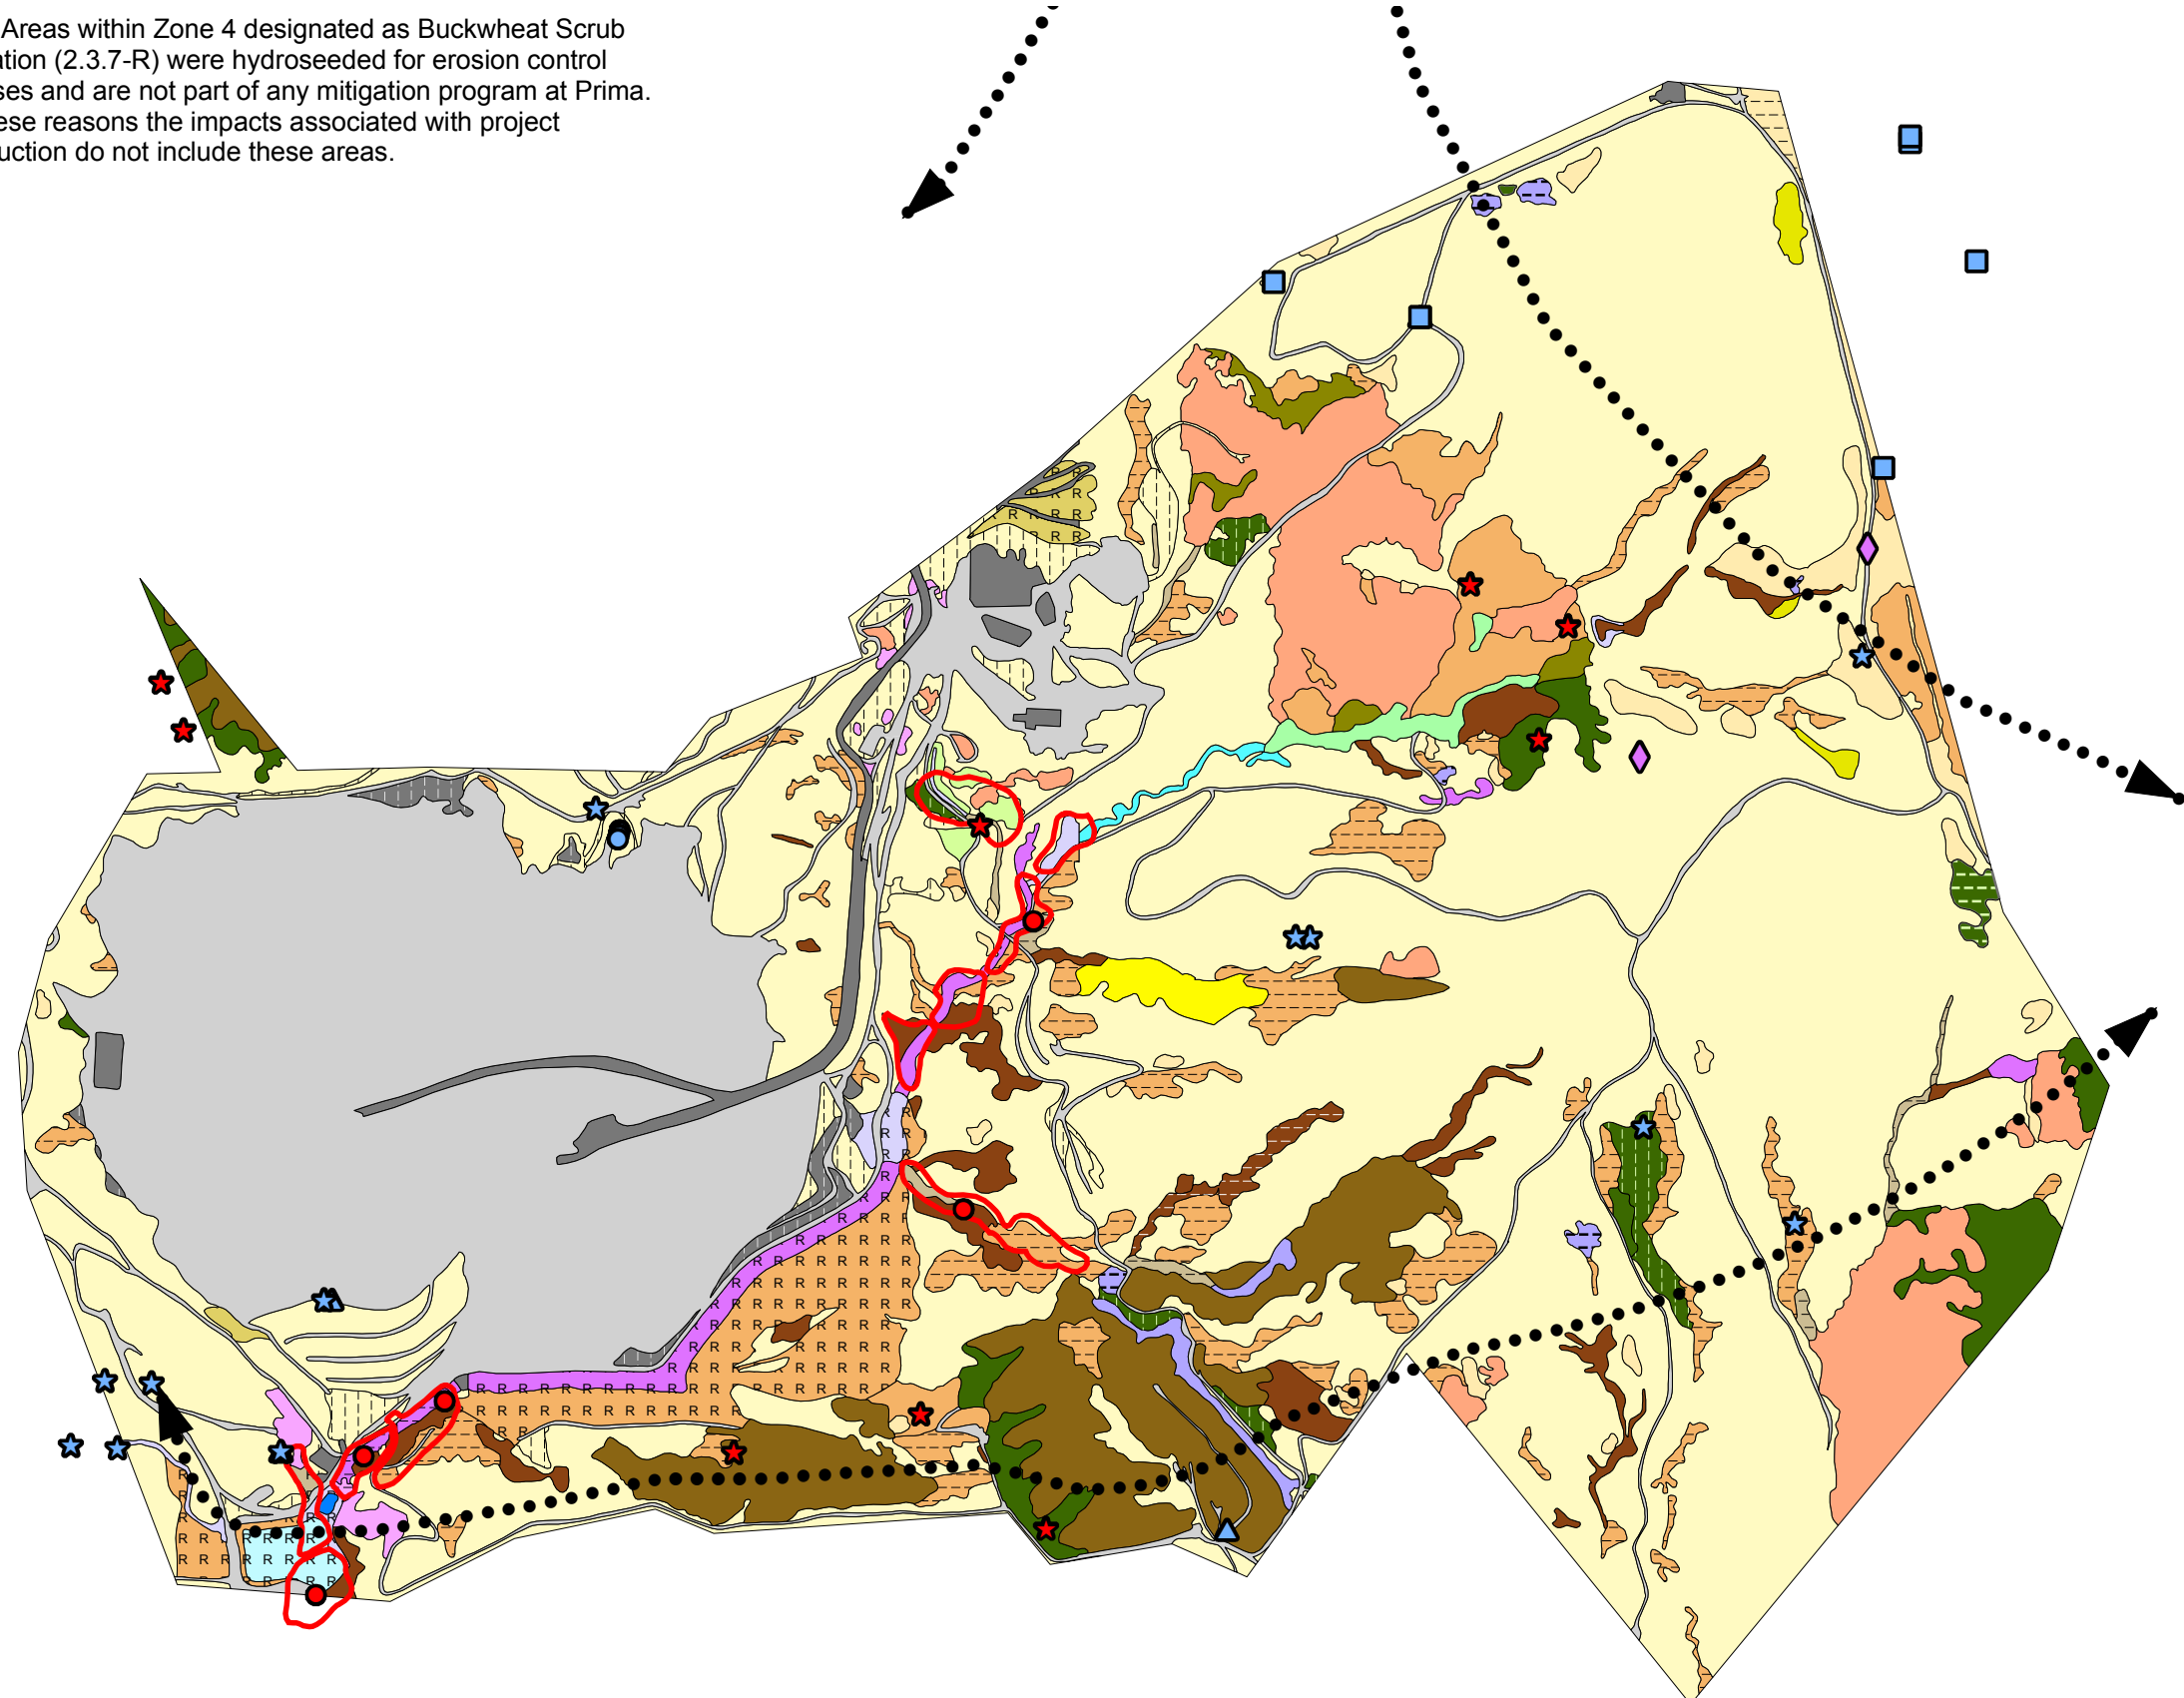 Areas within Zone 4 designated as Buckwheat Scrub
ation (2.3.7-R) were hydroseeded for erosion control
ses and are not part of any mitigation program at Prima.
ese reasons the impacts associated with project
uction do not include these areas.